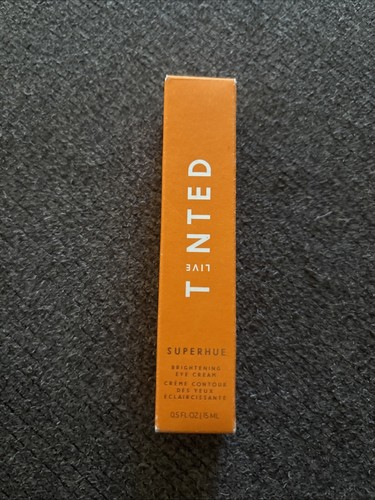 LIVE
T NTED
SUPERHUE
BRIGHTENING
EYE CREAM
CRÈME CONTOUR
DES YEUX
ÉCLAIRCISSANTE
0.5 FL OZ | 15 ML